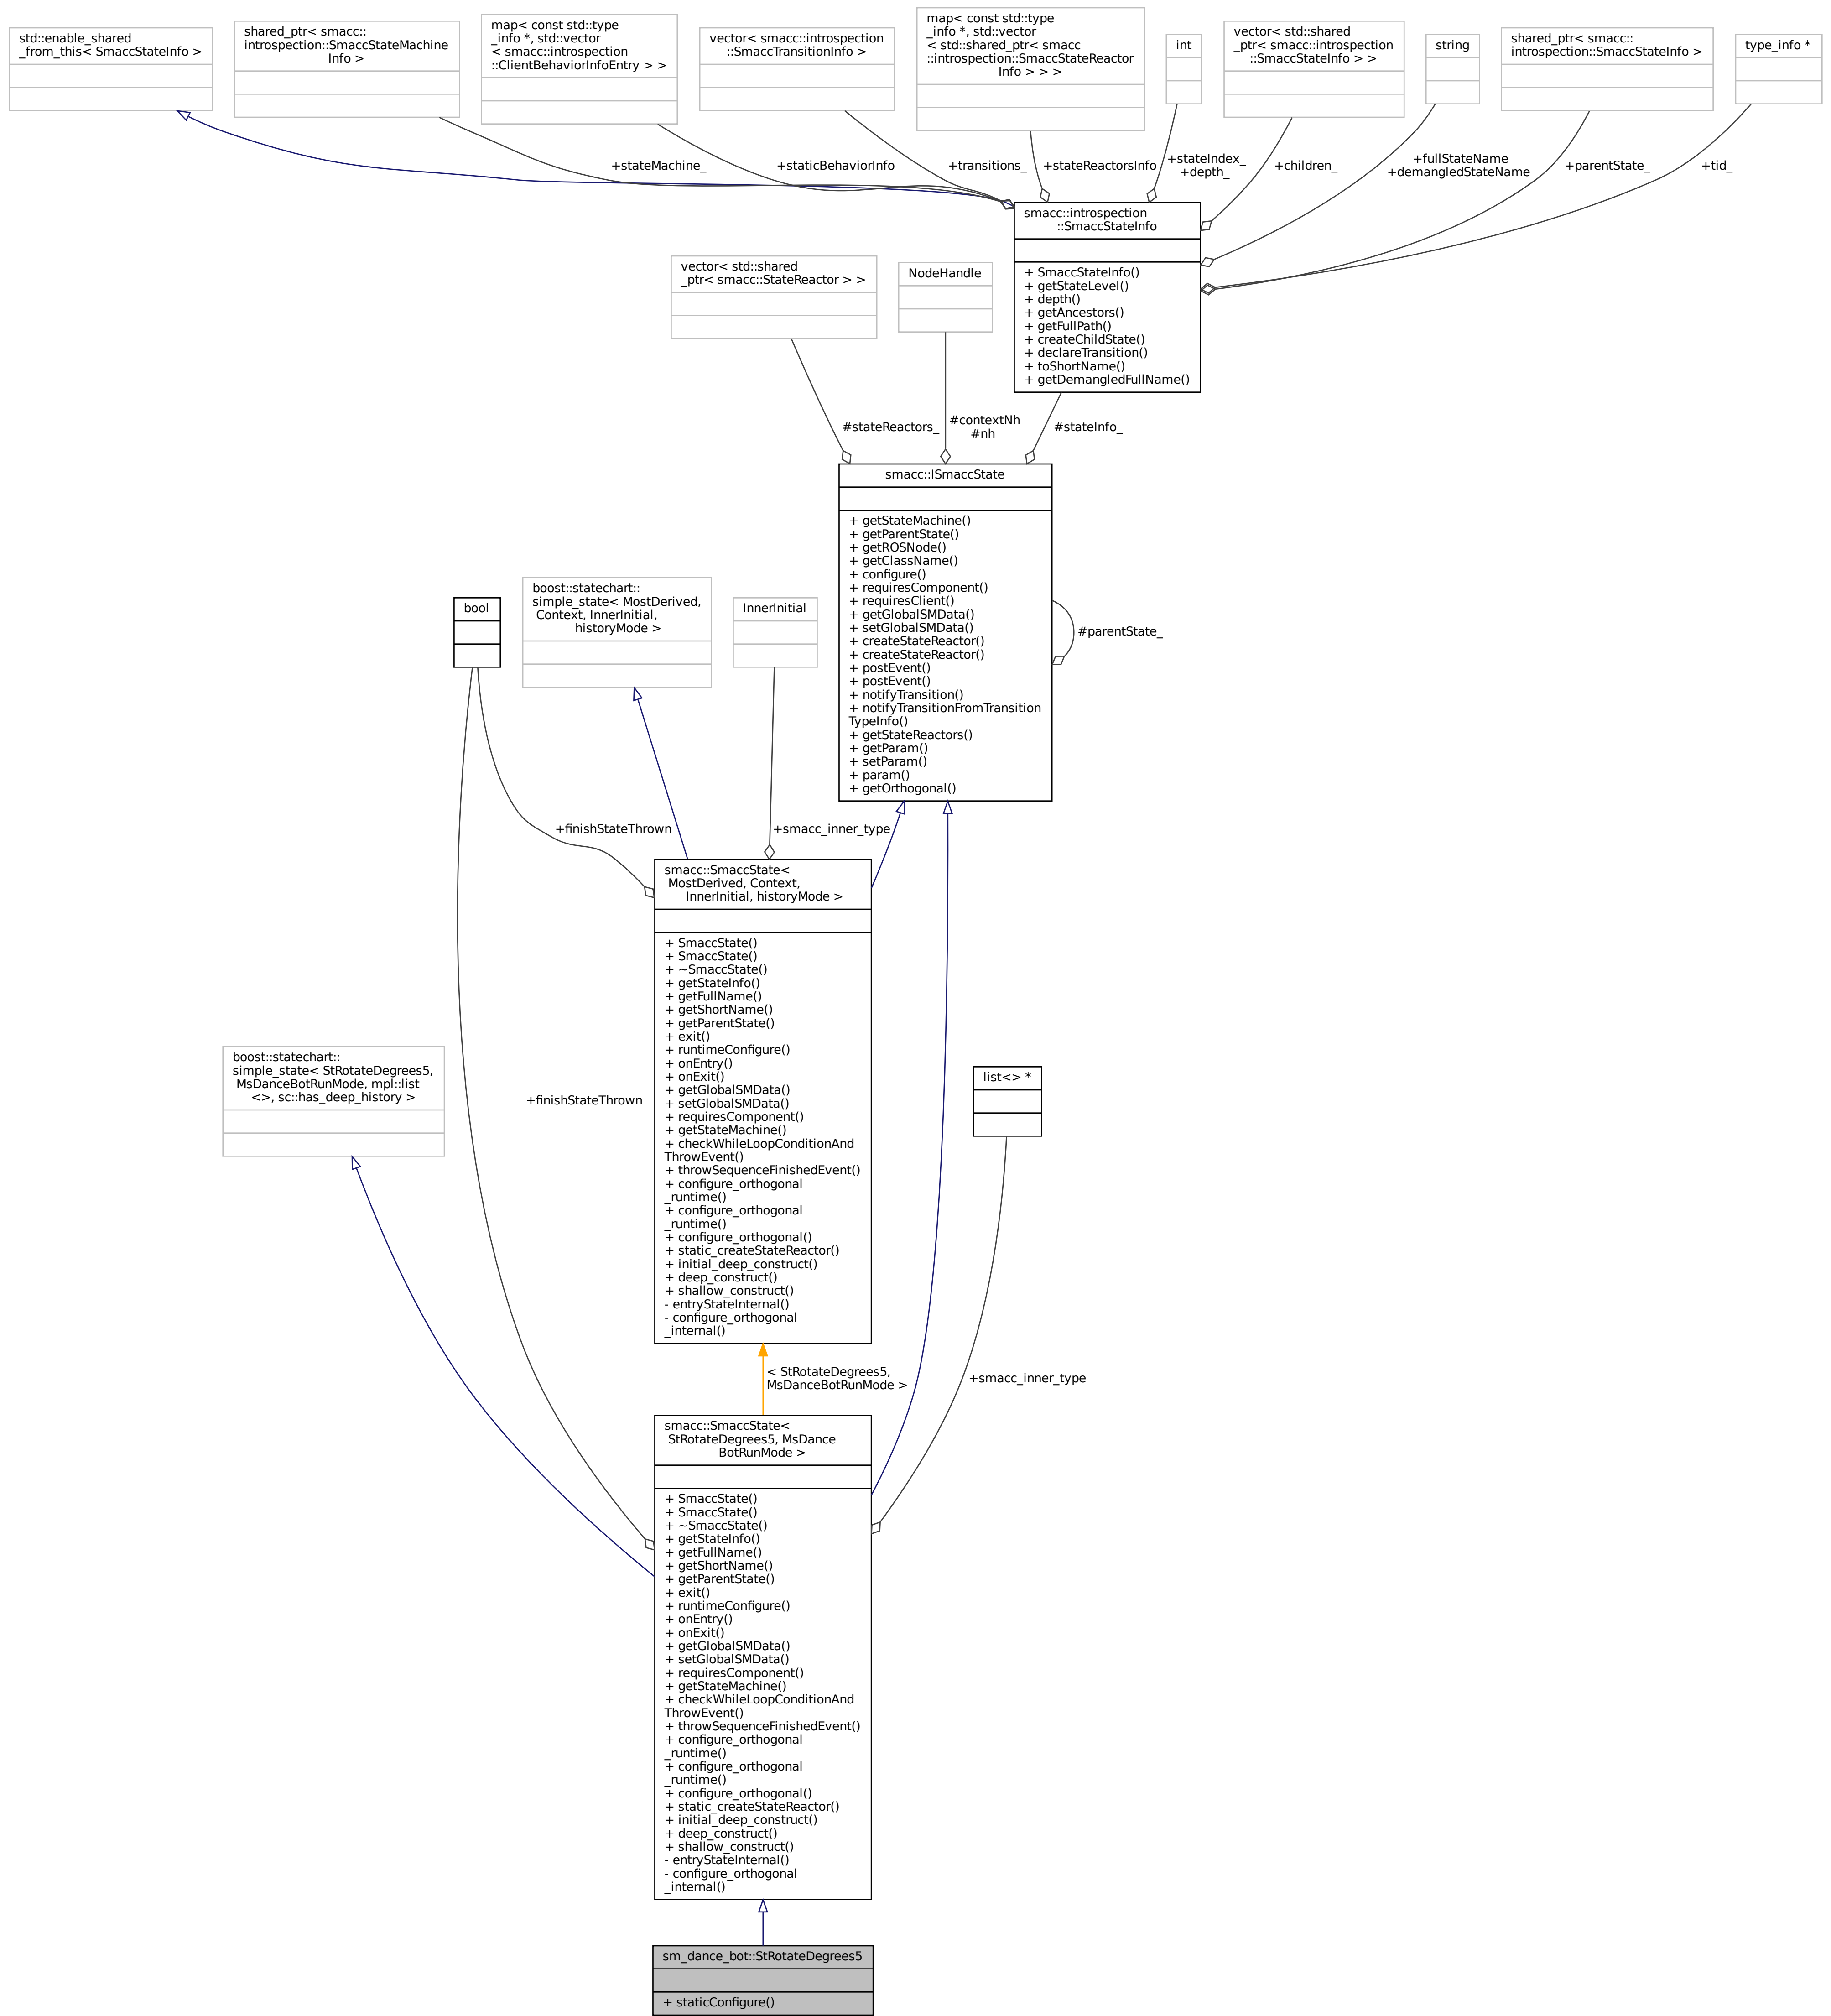 std::enable_shared
_from_this< SmaccStateInfo >
shared_ptr< smacc::
introspection::SmaccStateMachine
Info >
map< const std::type
_info *, std::vector
< smacc::introspection
::ClientBehaviorInfoEntry > >
vector< smacc::introspection
::SmaccTransitionInfo >
map< const std::type
_info *, std::vector
< std::shared_ptr< smacc
::introspection::SmaccStateReactor
Info > > >
int
vector< std::shared
_ptr< smacc::introspection
::SmaccStateInfo > >
string
shared_ptr< smacc::
introspection::SmaccStateInfo >
type_info *
+stateMachine_
+staticBehaviorInfo
+transitions_
+stateReactorsInfo
+stateIndex_
+depth_
+children_
+fullStateName
+demangledStateName
+parentState_
+tid_
smacc::introspection
::SmaccStateInfo
+ SmaccStateInfo()
+ getStateLevel()
+ depth()
+ getAncestors()
+ getFullPath()
+ createChildState()
+ declareTransition()
+ toShortName()
+ getDemangledFullName()
vector< std::shared
_ptr< smacc::StateReactor > >
NodeHandle
#stateReactors_
#contextNh
#nh
#stateInfo_
smacc::ISmaccState
+ getStateMachine()
+ getParentState()
+ getROSNode()
+ getClassName()
+ configure()
+ requiresComponent()
+ requiresClient()
+ getGlobalSMData()
+ setGlobalSMData()
+ createStateReactor()
+ createStateReactor()
+ postEvent()
+ postEvent()
+ notifyTransition()
+ notifyTransitionFromTransition
TypeInfo()
+ getStateReactors()
+ getParam()
+ setParam()
+ param()
+ getOrthogonal()
#parentState_
bool
boost::statechart::
simple_state< MostDerived,
Context, InnerInitial,
historyMode >
InnerInitial
+finishStateThrown
+smacc_inner_type
smacc::SmaccState<
MostDerived, Context,
InnerInitial, historyMode >
+ SmaccState()
+ SmaccState()
+ ~SmaccState()
+ getStateInfo()
+ getFullName()
+ getShortName()
+ getParentState()
+ exit()
+ runtimeConfigure()
+ onEntry()
+ onExit()
+ getGlobalSMData()
+ setGlobalSMData()
+ requiresComponent()
+ getStateMachine()
+ checkWhileLoopConditionAnd
ThrowEvent()
+ throwSequenceFinishedEvent()
+ configure_orthogonal
_runtime()
+ configure_orthogonal
_runtime()
+ configure_orthogonal()
+ static_createStateReactor()
+ initial_deep_construct()
+ deep_construct()
+ shallow_construct()
- entryStateInternal()
- configure_orthogonal
_internal()
boost::statechart::
simple_state< StRotateDegrees5,
MsDanceBotRunMode, mpl::list
<>, sc::has_deep_history >
+finishStateThrown
list<> *
< StRotateDegrees5,
MsDanceBotRunMode >
+smacc_inner_type
smacc::SmaccState<
StRotateDegrees5, MsDance
BotRunMode >
+ SmaccState()
+ SmaccState()
+ ~SmaccState()
+ getStateInfo()
+ getFullName()
+ getShortName()
+ getParentState()
+ exit()
+ runtimeConfigure()
+ onEntry()
+ onExit()
+ getGlobalSMData()
+ setGlobalSMData()
+ requiresComponent()
+ getStateMachine()
+ checkWhileLoopConditionAnd
ThrowEvent()
+ throwSequenceFinishedEvent()
+ configure_orthogonal
_runtime()
+ configure_orthogonal
_runtime()
+ configure_orthogonal()
+ static_createStateReactor()
+ initial_deep_construct()
+ deep_construct()
+ shallow_construct()
- entryStateInternal()
- configure_orthogonal
_internal()
sm_dance_bot::StRotateDegrees5
+ staticConfigure()